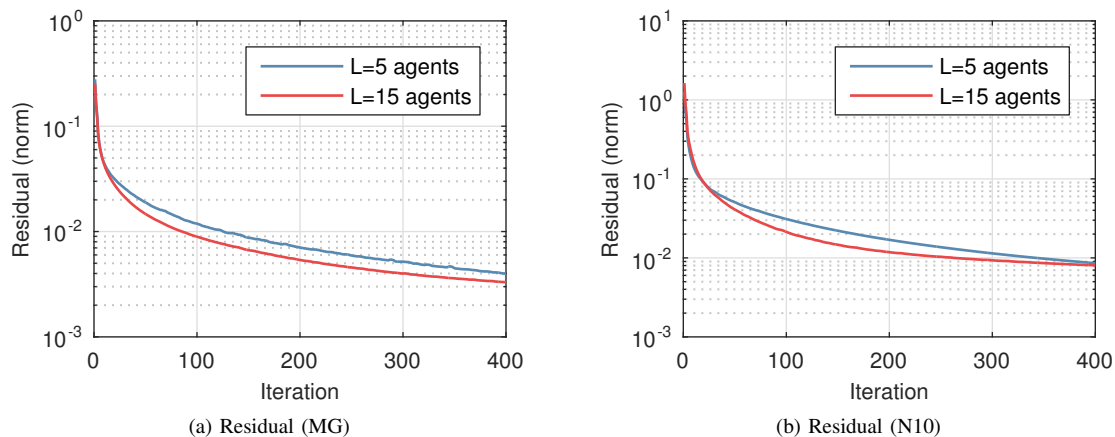 10^0
10^-1
10^-2
10^-3
Residual (norm)
L=5 agents
L=15 agents
0
100
200
300
400
Iteration
(a) Residual (MG)
10^1
10^0
10^-1
10^-2
10^-3
Residual (norm)
L=5 agents
L=15 agents
0
100
200
300
400
Iteration
(b) Residual (N10)